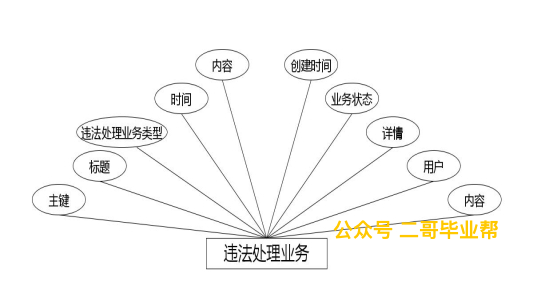 内容
创建时间
时间
业务状态
违法处理业务类型
详情
标题
用户
主键
内容
公众号 二哥毕业帮
违法处理业务